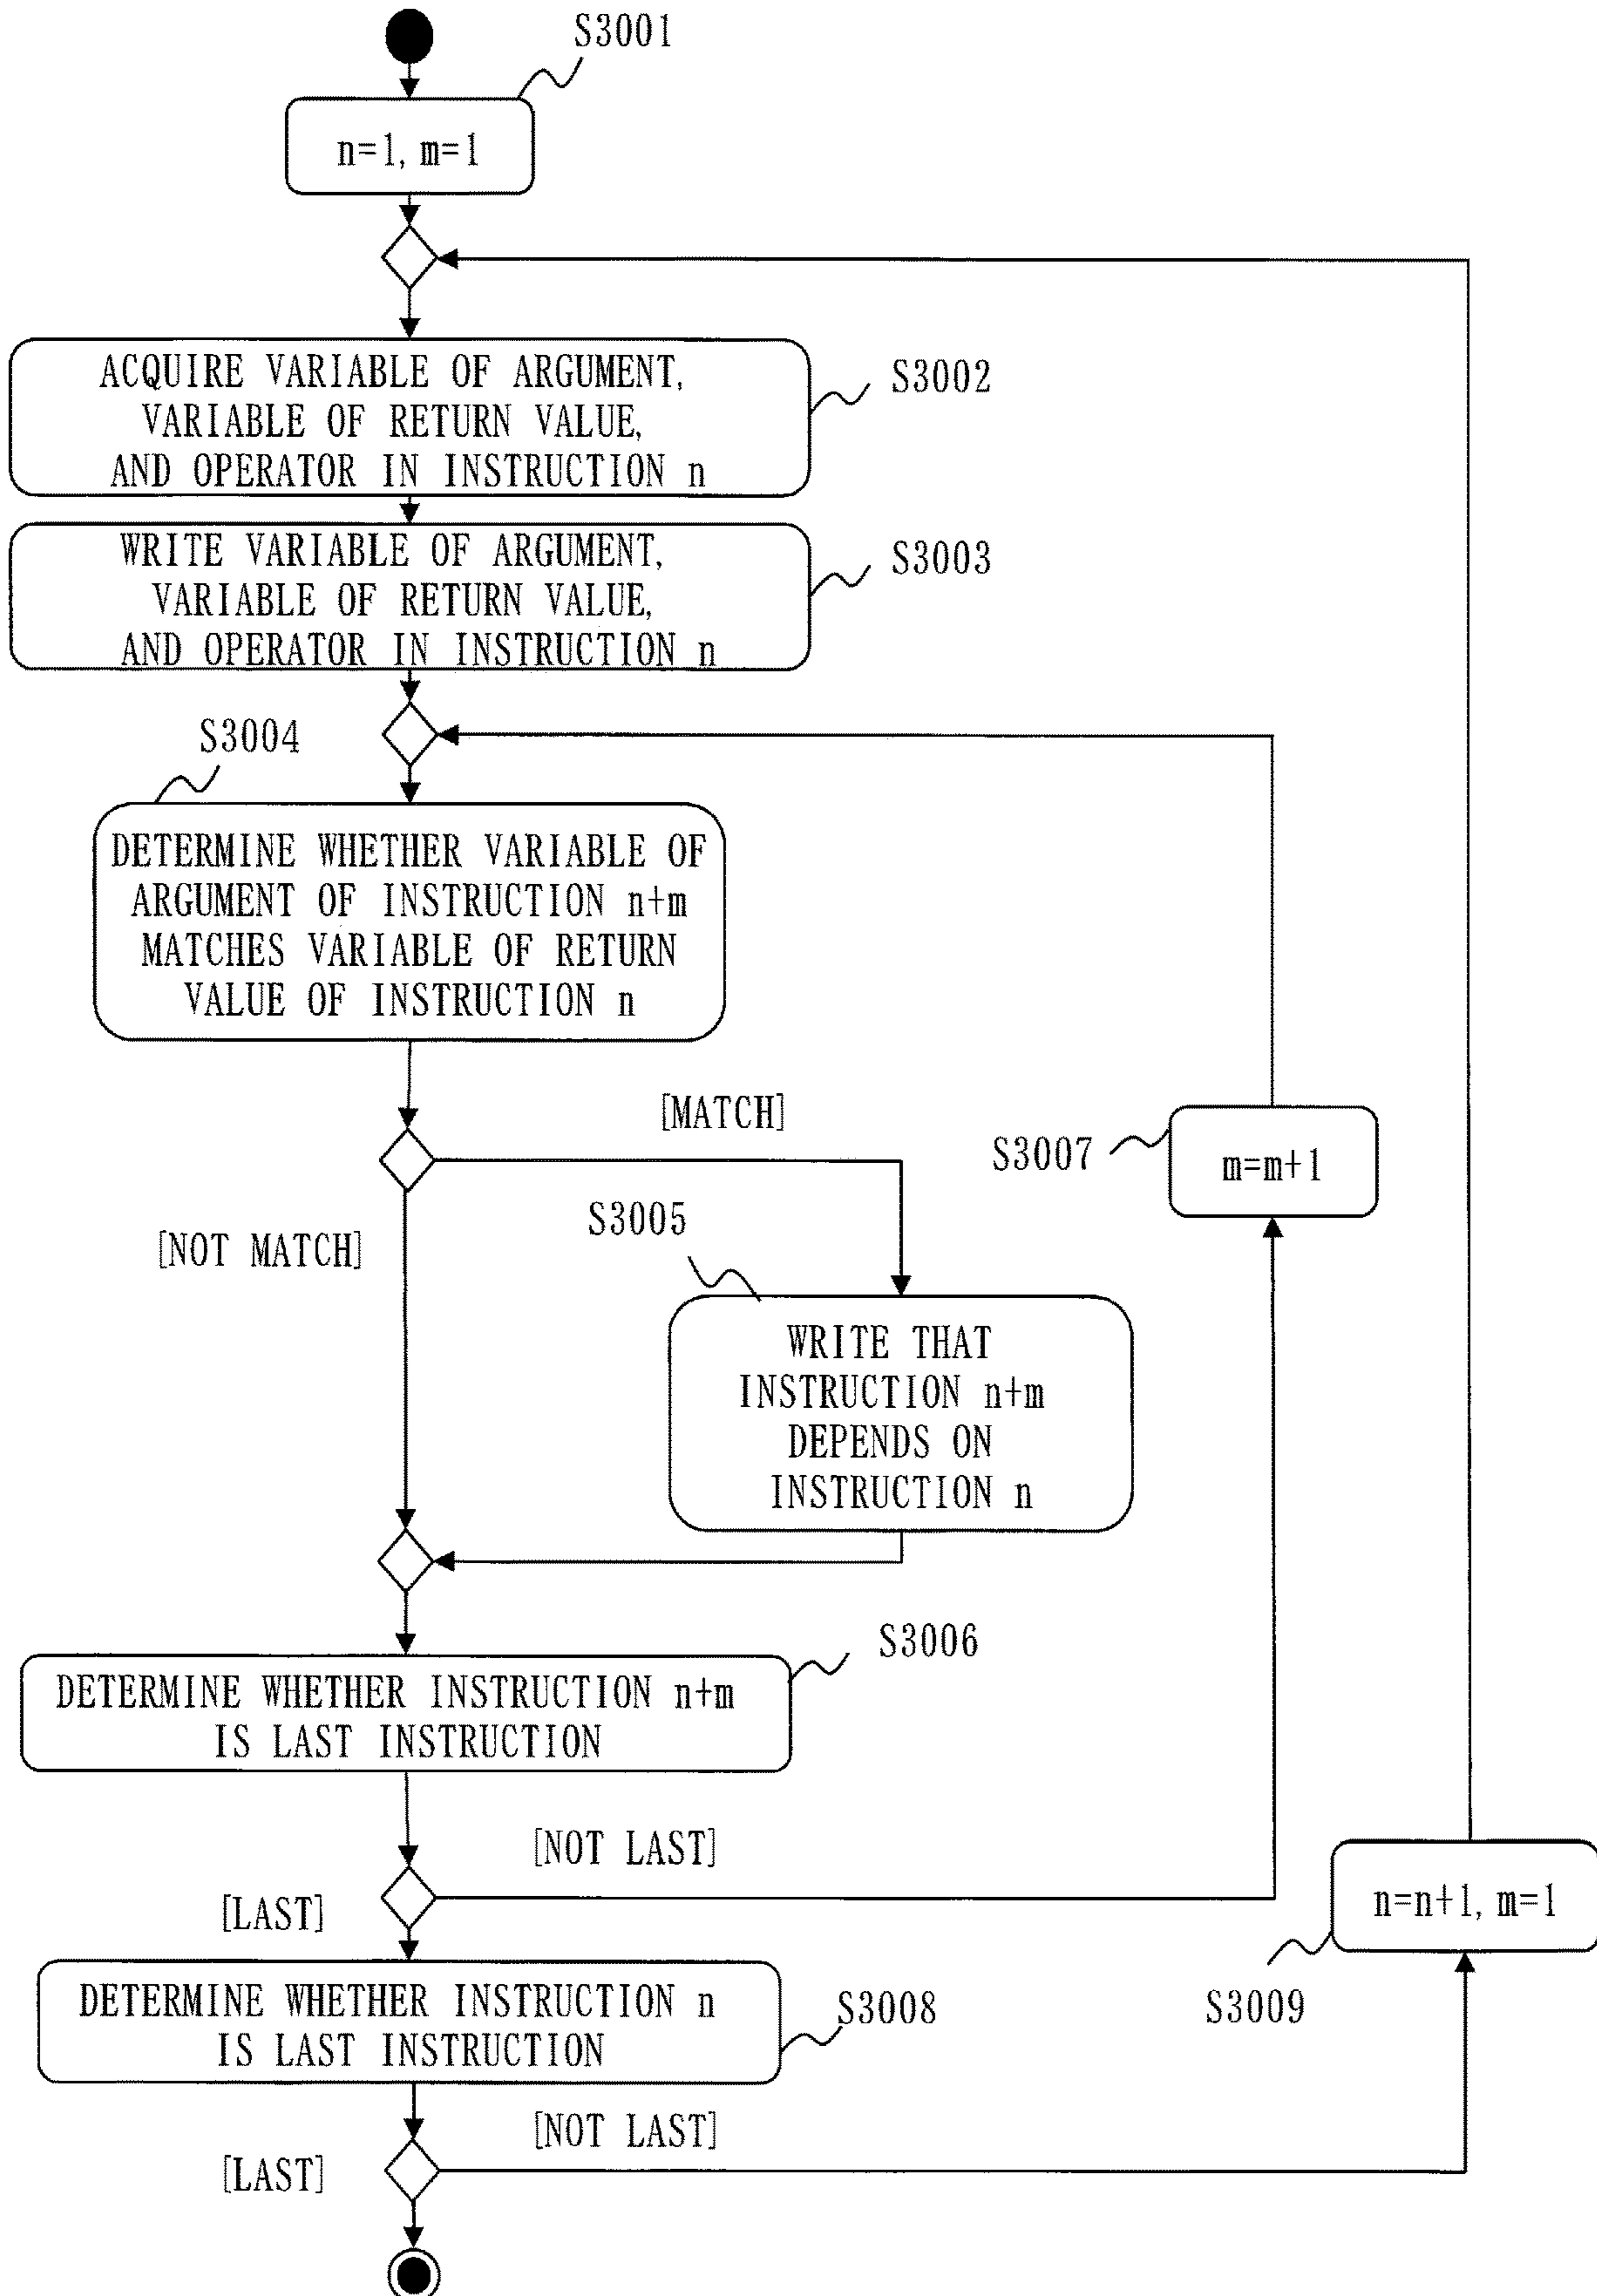 S3001
n=1, m=1
ACQUIRE VARIABLE OF ARGUMENT,
VARIABLE OF RETURN VALUE,
AND OPERATOR IN INSTRUCTION n
S3002
WRITE VARIABLE OF ARGUMENT,
VARIABLE OF RETURN VALUE,
AND OPERATOR IN INSTRUCTION n
S3003
S3004
DETERMINE WHETHER VARIABLE OF
ARGUMENT OF INSTRUCTION n+m
MATCHES VARIABLE OF RETURN
VALUE OF INSTRUCTION n
[MATCH]
[NOT MATCH]
S3005
WRITE THAT
INSTRUCTION n+m
DEPENDS ON
INSTRUCTION n
S3007
m=m+1
S3006
DETERMINE WHETHER INSTRUCTION n+m
IS LAST INSTRUCTION
[NOT LAST]
[LAST]
n=n+1, m=1
S3009
DETERMINE WHETHER INSTRUCTION n
IS LAST INSTRUCTION
S3008
[NOT LAST]
[LAST]